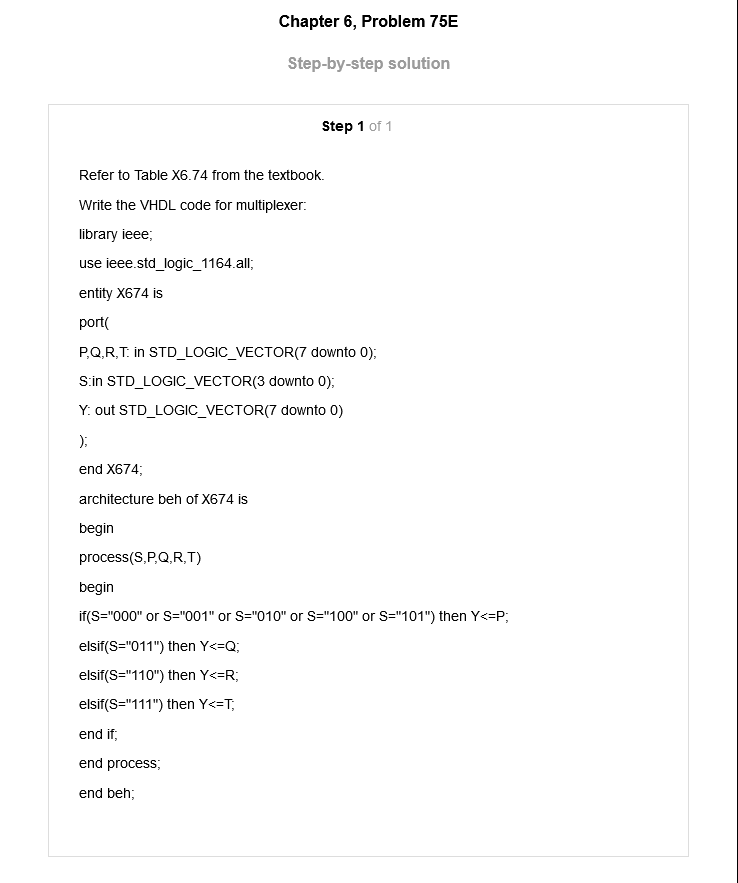 Chapter 6, Problem 75E
Step-by-step solution
Step 1 of 1
Refer to Table X6.74 from the textbook.
Write the VHDL code for multiplexer:
library ieee;
use ieee.std_logic_1164.all;
entity X674 is
port(
P,Q,R,T: in STD_LOGIC_VECTOR(7 downto 0);
S:in STD_LOGIC_VECTOR(3 downto 0);
Y: out STD_LOGIC_VECTOR(7 downto 0)
);
end X674;
architecture beh of X674 is
begin
process(S,P,Q,R,T)
begin
if(S="000" or S="001" or S="010" or S="100" or S="101") then Y<=P;
elsif(S="011") then Y<=Q;
elsif(S="110") then Y<=R;
elsif(S="111") then Y<=T;
end if;
end process;
end beh;